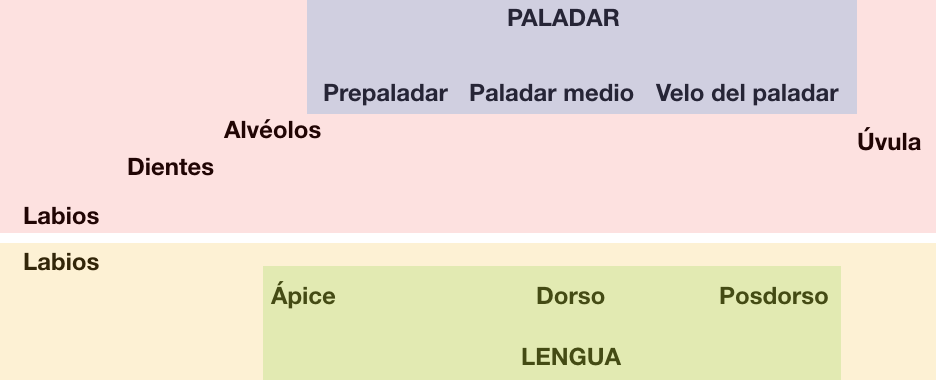 PALADAR
Prepaladar Paladar medio Velo del paladar
Alvéolos
Úvula
Dientes
Labios
Labios
Ápice Dorso Posdorso
LENGUA